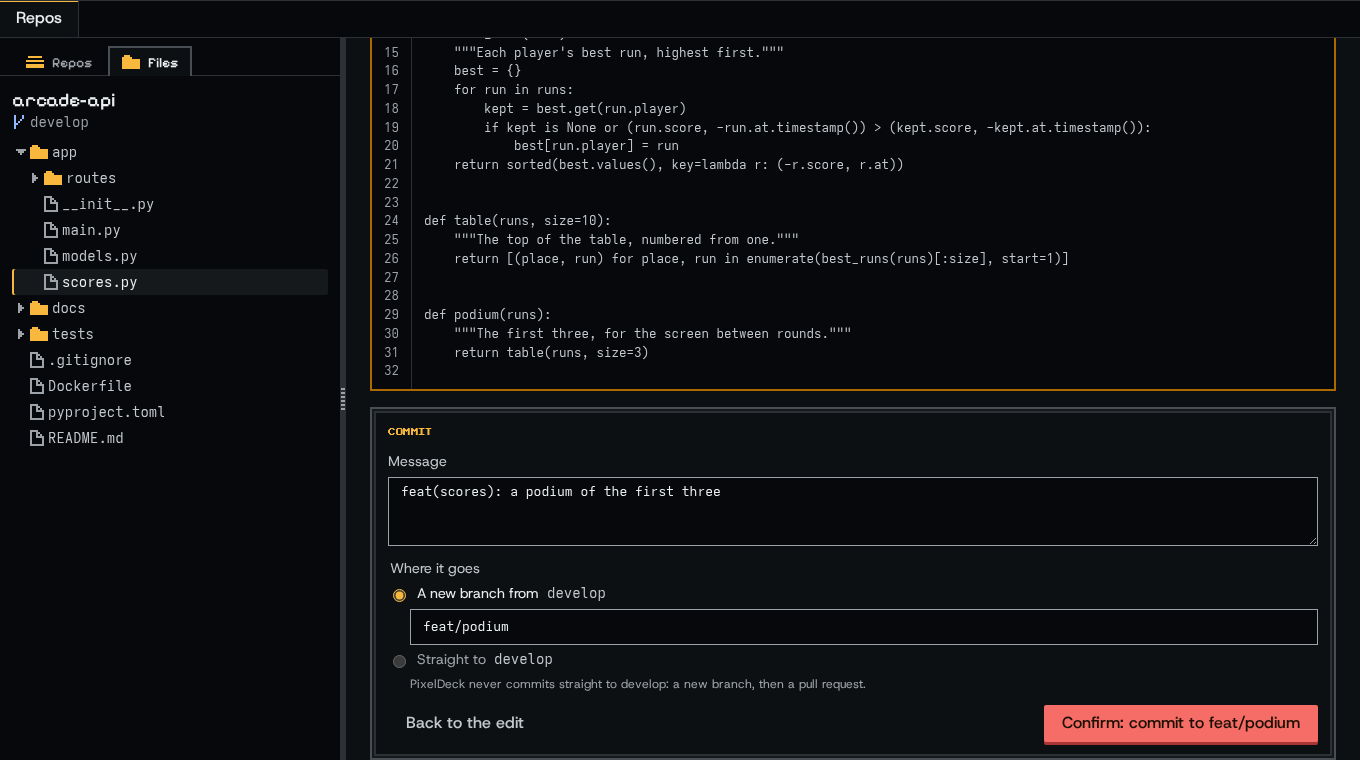 Repos
Repos
Files
arcade-api
develop
app
routes
__init__.py
main.py
models.py
scores.py
docs
tests
.gitignore
Dockerfile
pyproject.toml
README.md
15     """Each player's best run, highest first."""
16     best = {}
17     for run in runs:
18         kept = best.get(run.player)
19         if kept is None or (run.score, -run.at.timestamp()) > (kept.score, -kept.at.timestamp()):
20             best[run.player] = run
21     return sorted(best.values(), key=lambda r: (-r.score, r.at))
22
23
24 def table(runs, size=10):
25     """The top of the table, numbered from one."""
26     return [(place, run) for place, run in enumerate(best_runs(runs)[:size], start=1)]
27
28
29 def podium(runs):
30     """The first three, for the screen between rounds."""
31     return table(runs, size=3)
32
COMMIT
Message
feat(scores): a podium of the first three
Where it goes
A new branch from develop
feat/podium
Straight to develop
PixelDeck never commits straight to develop: a new branch, then a pull request.
Back to the edit
Confirm: commit to feat/podium